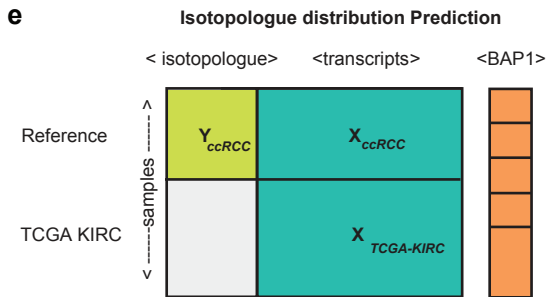 e
Isotopologue distribution Prediction
< isotopologue> <transcripts> <BAP1>
Reference
Y ccRCC
X ccRCC
< ------samples ------ >
TCGA KIRC
X TCGA-KIRC